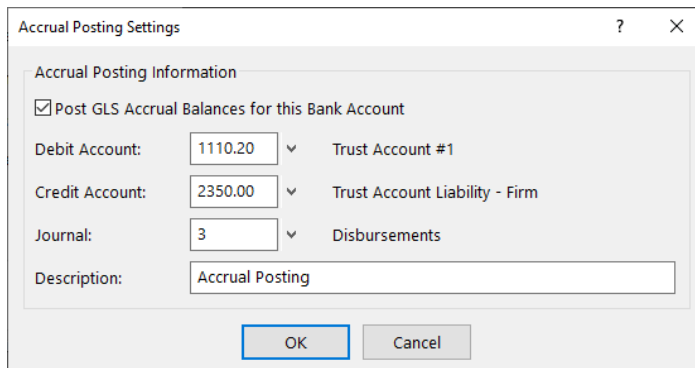 Accrual Posting Settings ?
Accrual Posting Information
Post GLS Accrual Balances for this Bank Account
Debit Account: 1110.20 Trust Account #1
Credit Account: 2350.00 Trust Account Liability - Firm
Journal: 3 Disbursements
Description: Accrual Posting
OK Cancel